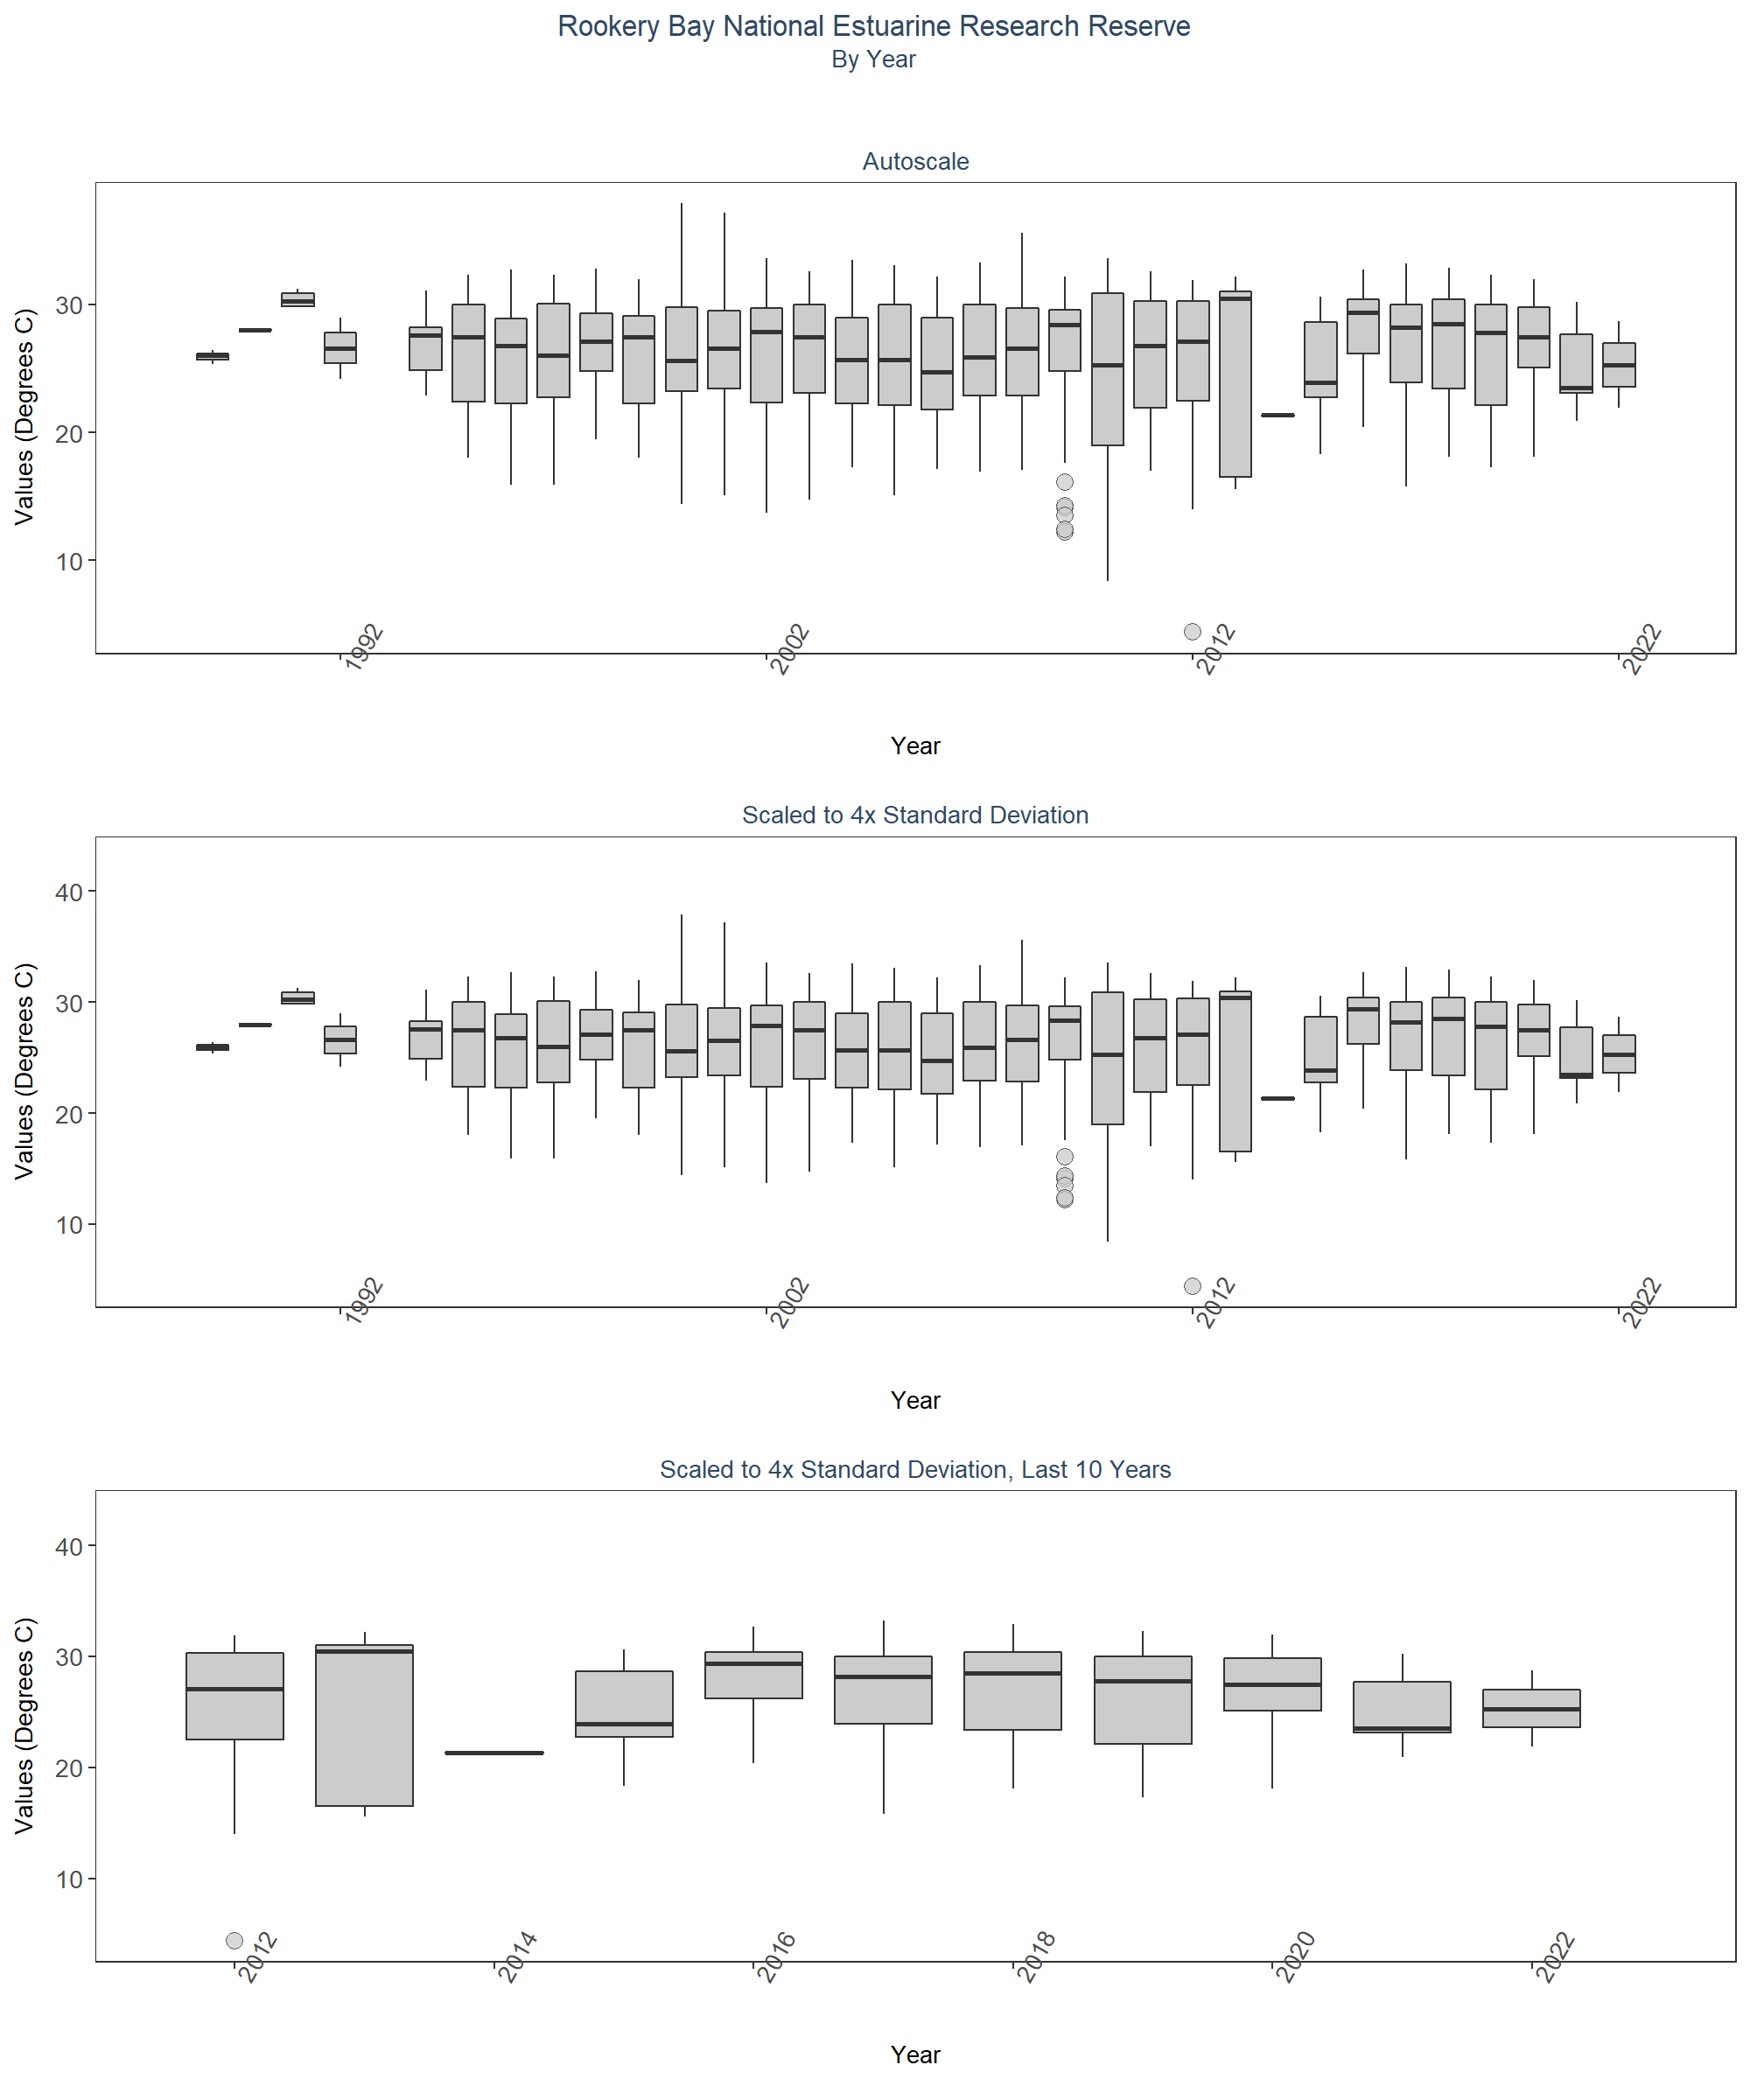 Rookery Bay National Estuarine Research Reserve
By Year
Autoscale
Values (Degrees C)
30
20
10
1992
2002
2012
2022
Year
Scaled to 4x Standard Deviation
Values (Degrees C)
40
30
20
10
1992
2002
2012
2022
Year
Scaled to 4x Standard Deviation, Last 10 Years
Values (Degrees C)
40
30
20
10
2012
2014
2016
2018
2020
2022
Year